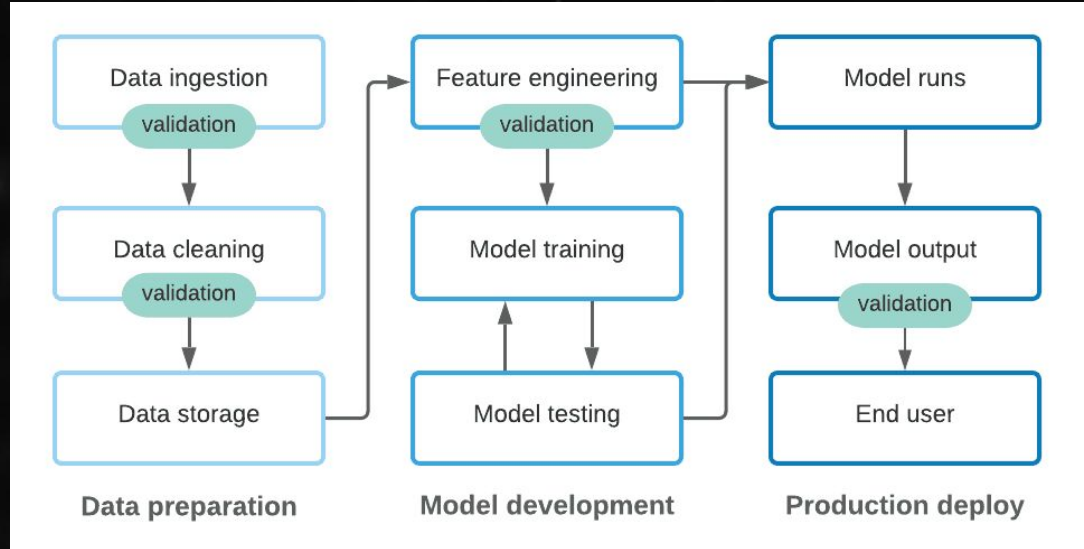 Data ingestion
validation
Data cleaning
validation
Data storage
Data preparation
Feature engineering
validation
Model training
Model testing
Model development
Model runs
Model output
validation
End user
Production deploy